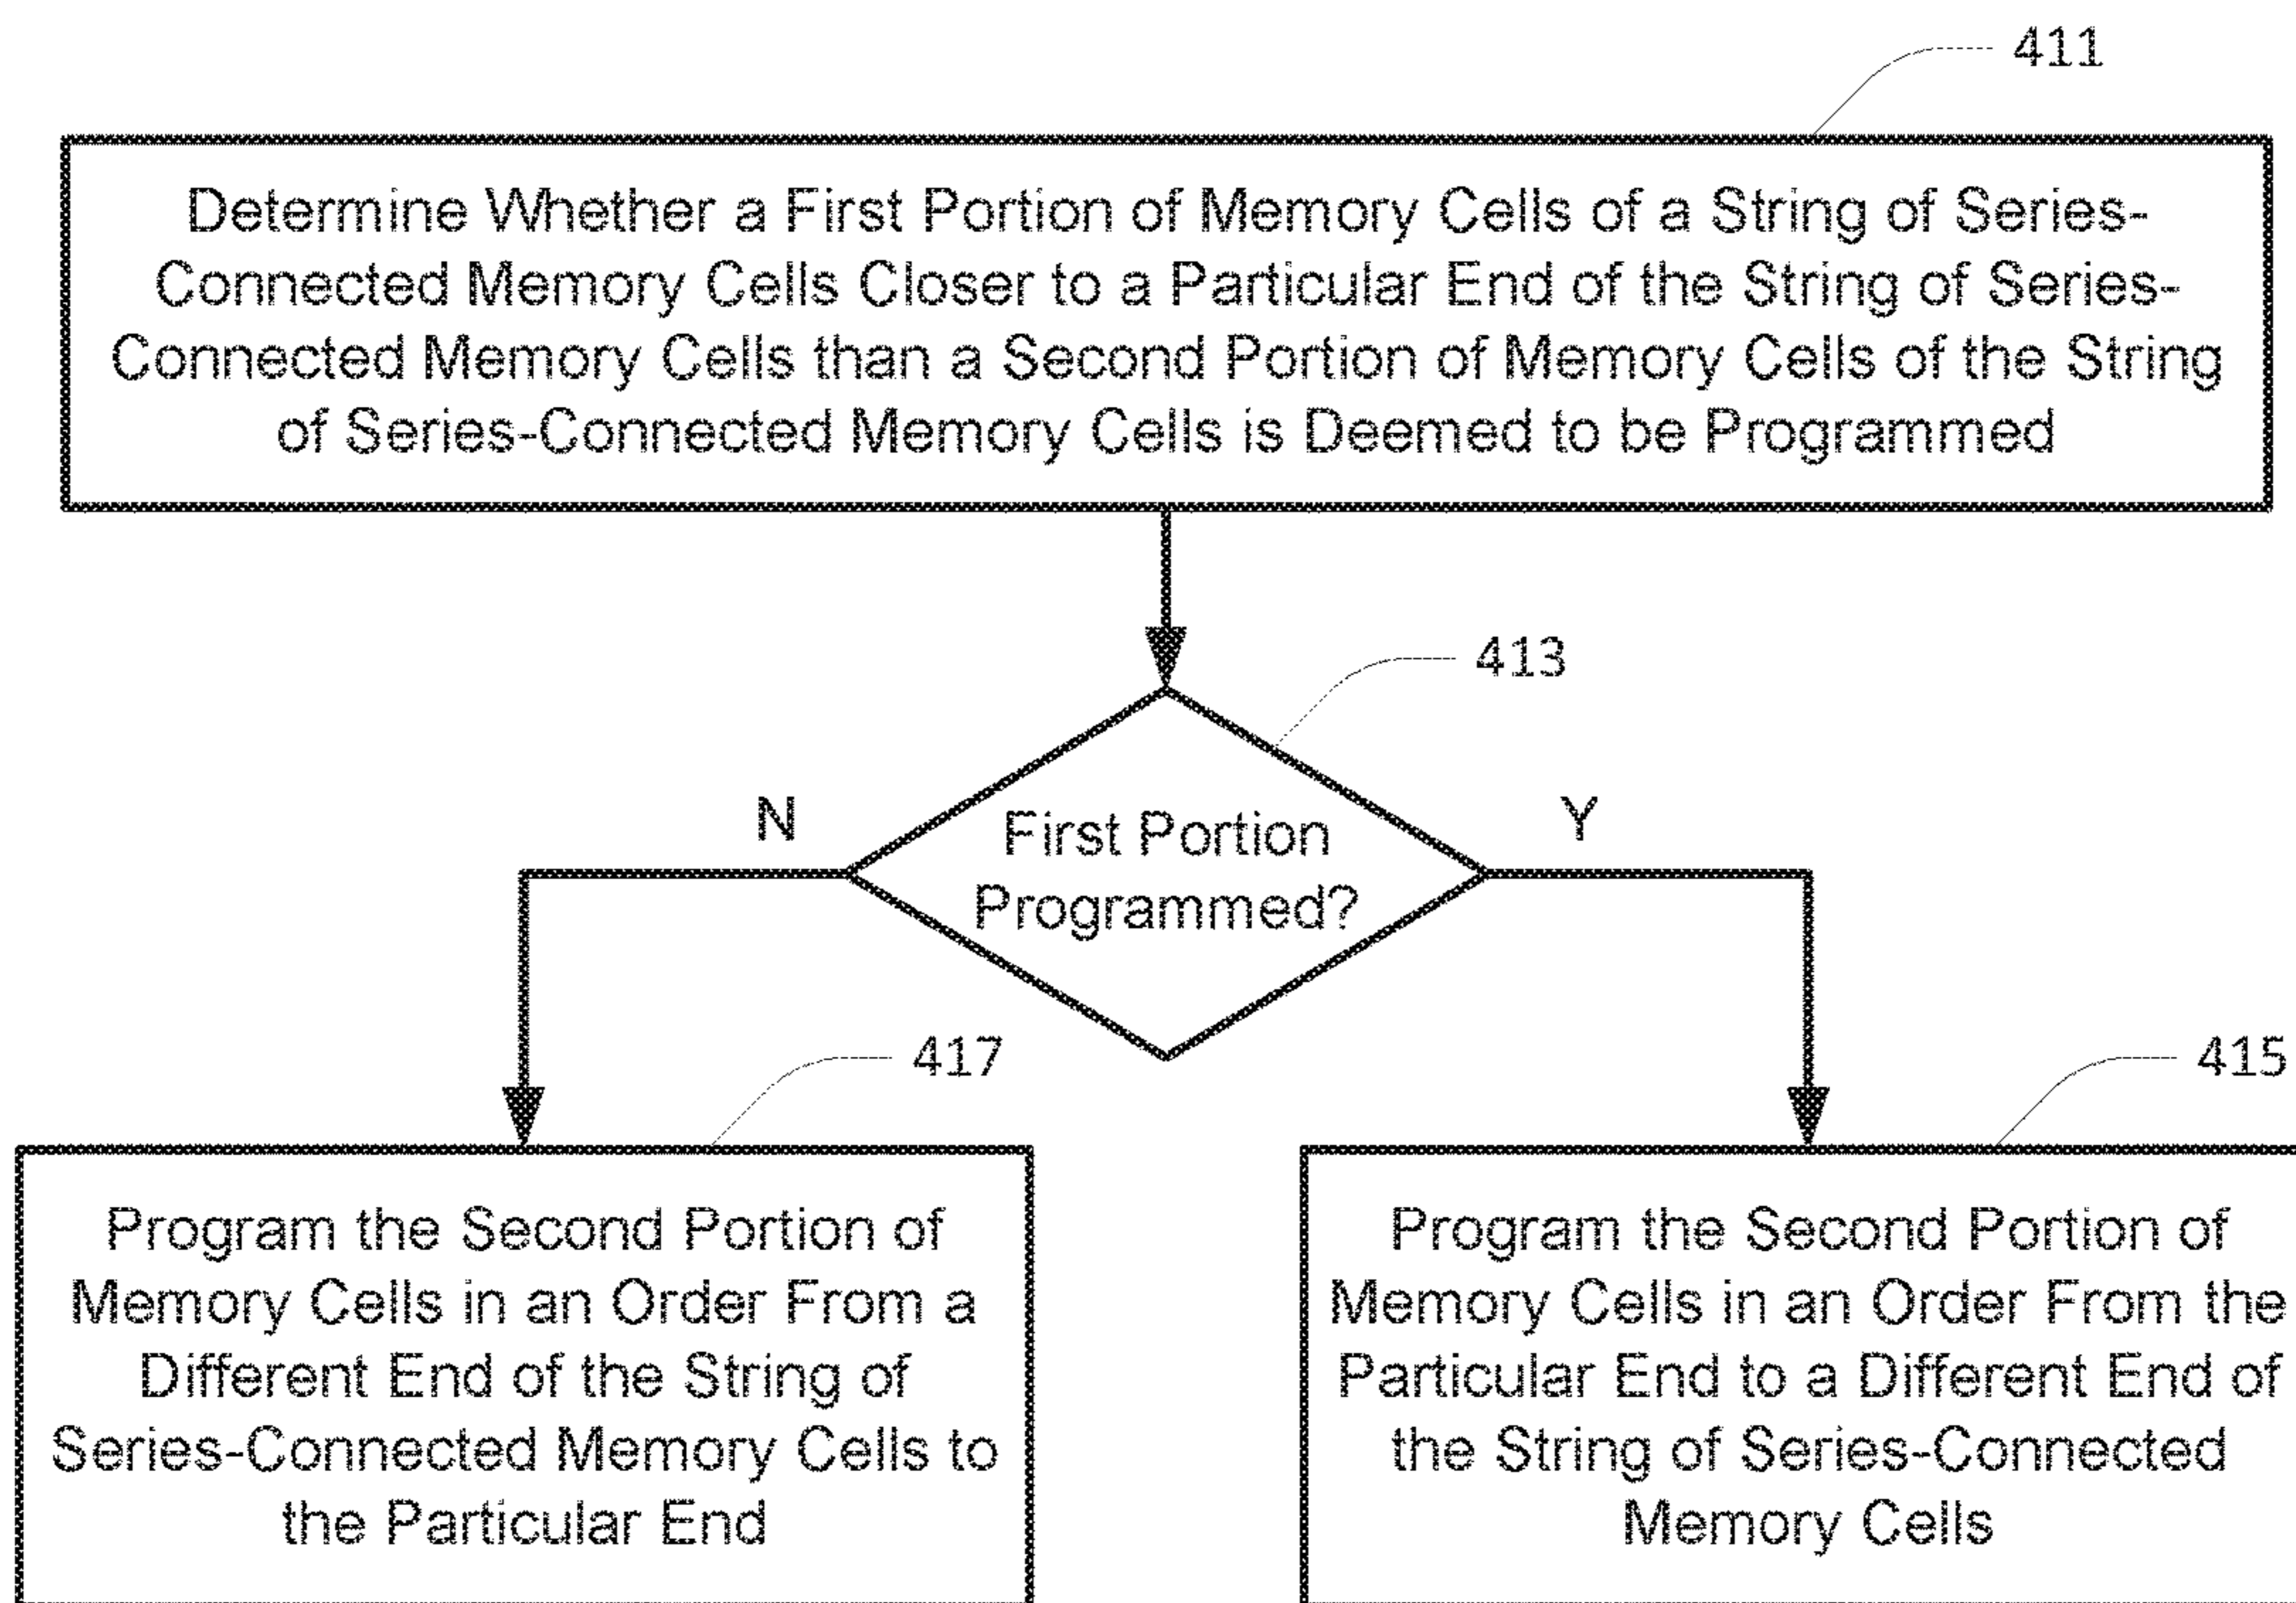 411
Determine Whether a First Portion of Memory Cells of a String of Series-
Connected Memory Cells Closer to a Particular End of the String of Series-
Connected Memory Cells than a Second Portion of Memory Cells of the String
of Series-Connected Memory Cells is Deemed to be Programmed
413
N
Y
First Portion
Programmed?
417
415
Program the Second Portion of
Memory Cells in an Order From a
Different End of the String of
Series-Connected Memory Cells to
the Particular End
Program the Second Portion of
Memory Cells in an Order From the
Particular End to a Different End of
the String of Series-Connected
Memory Cells